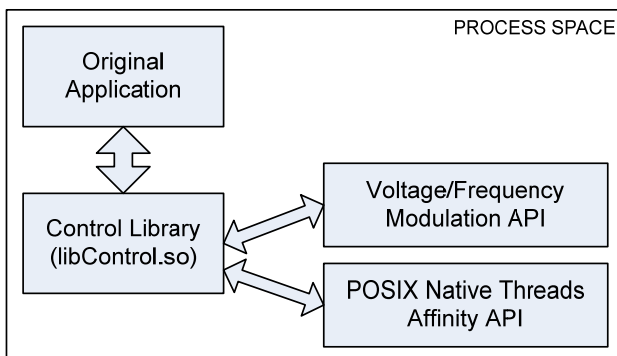 PROCESS SPACE
Original
Application
Control Library
(libControl.so)
Voltage/Frequency
Modulation API
POSIX Native Threads
Affinity API